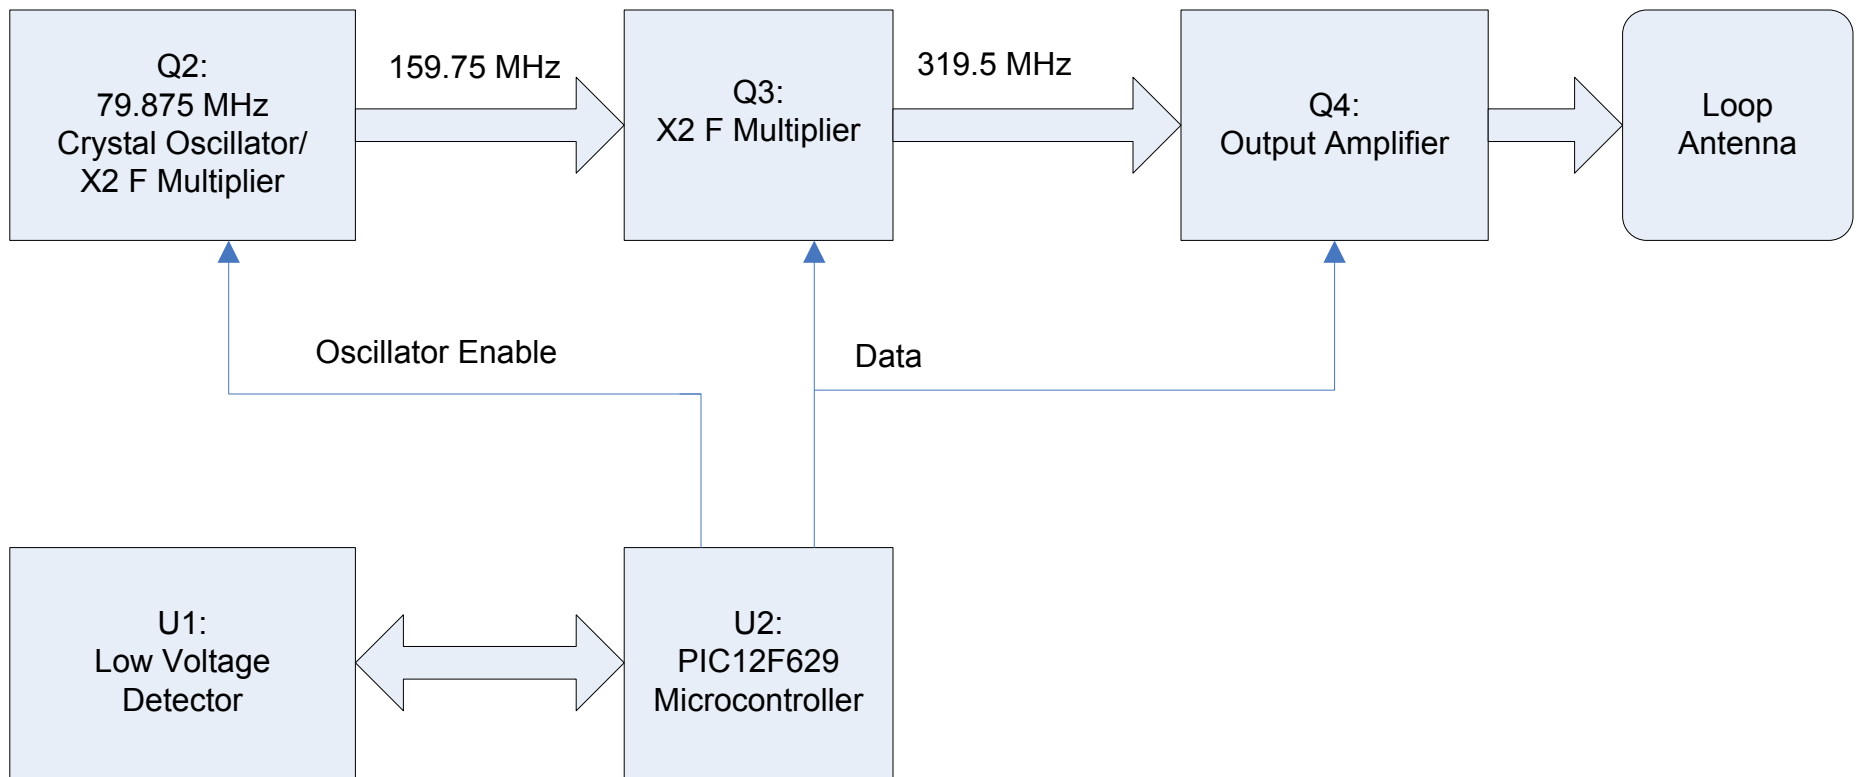 Q2:
79.875 MHz
Crystal Oscillator/
X2 F Multiplier
159.75 MHz
Q3:
X2 F Multiplier
319.5 MHz
Q4:
Output Amplifier
Loop
Antenna
Oscillator Enable
Data
U1:
Low Voltage
Detector
U2:
PIC12F629
Microcontroller